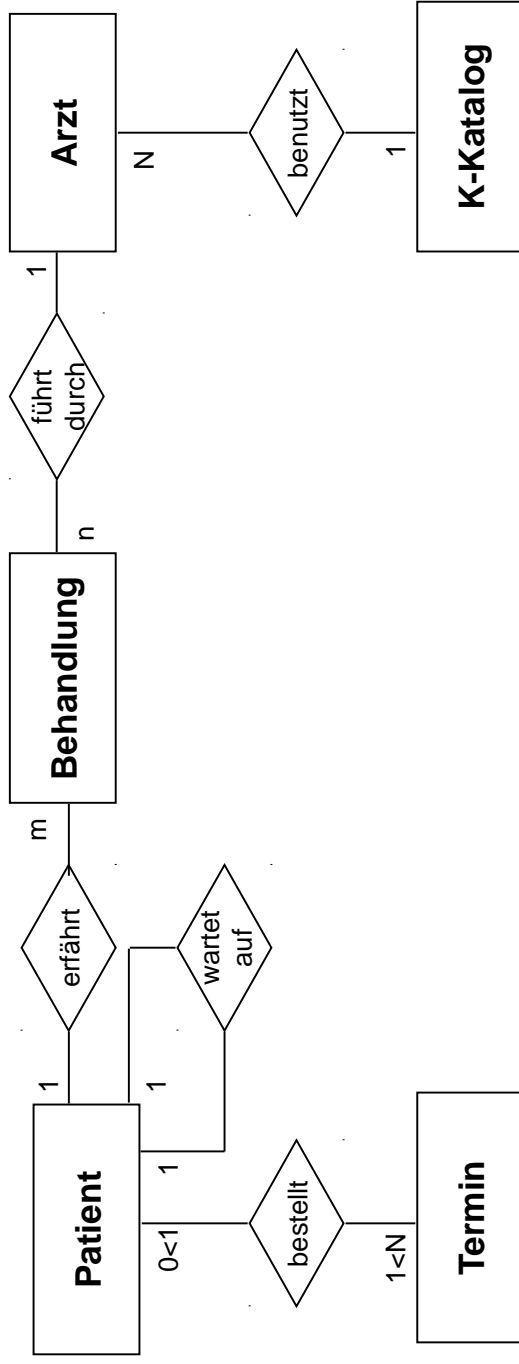 Patient
1
erfährt
m
Behandlung
n
führt
durch
1
Arzt
1
1
wartet
auf
0<1
bestellt
1<N
Termin
N
benutzt
1
K-Katalog